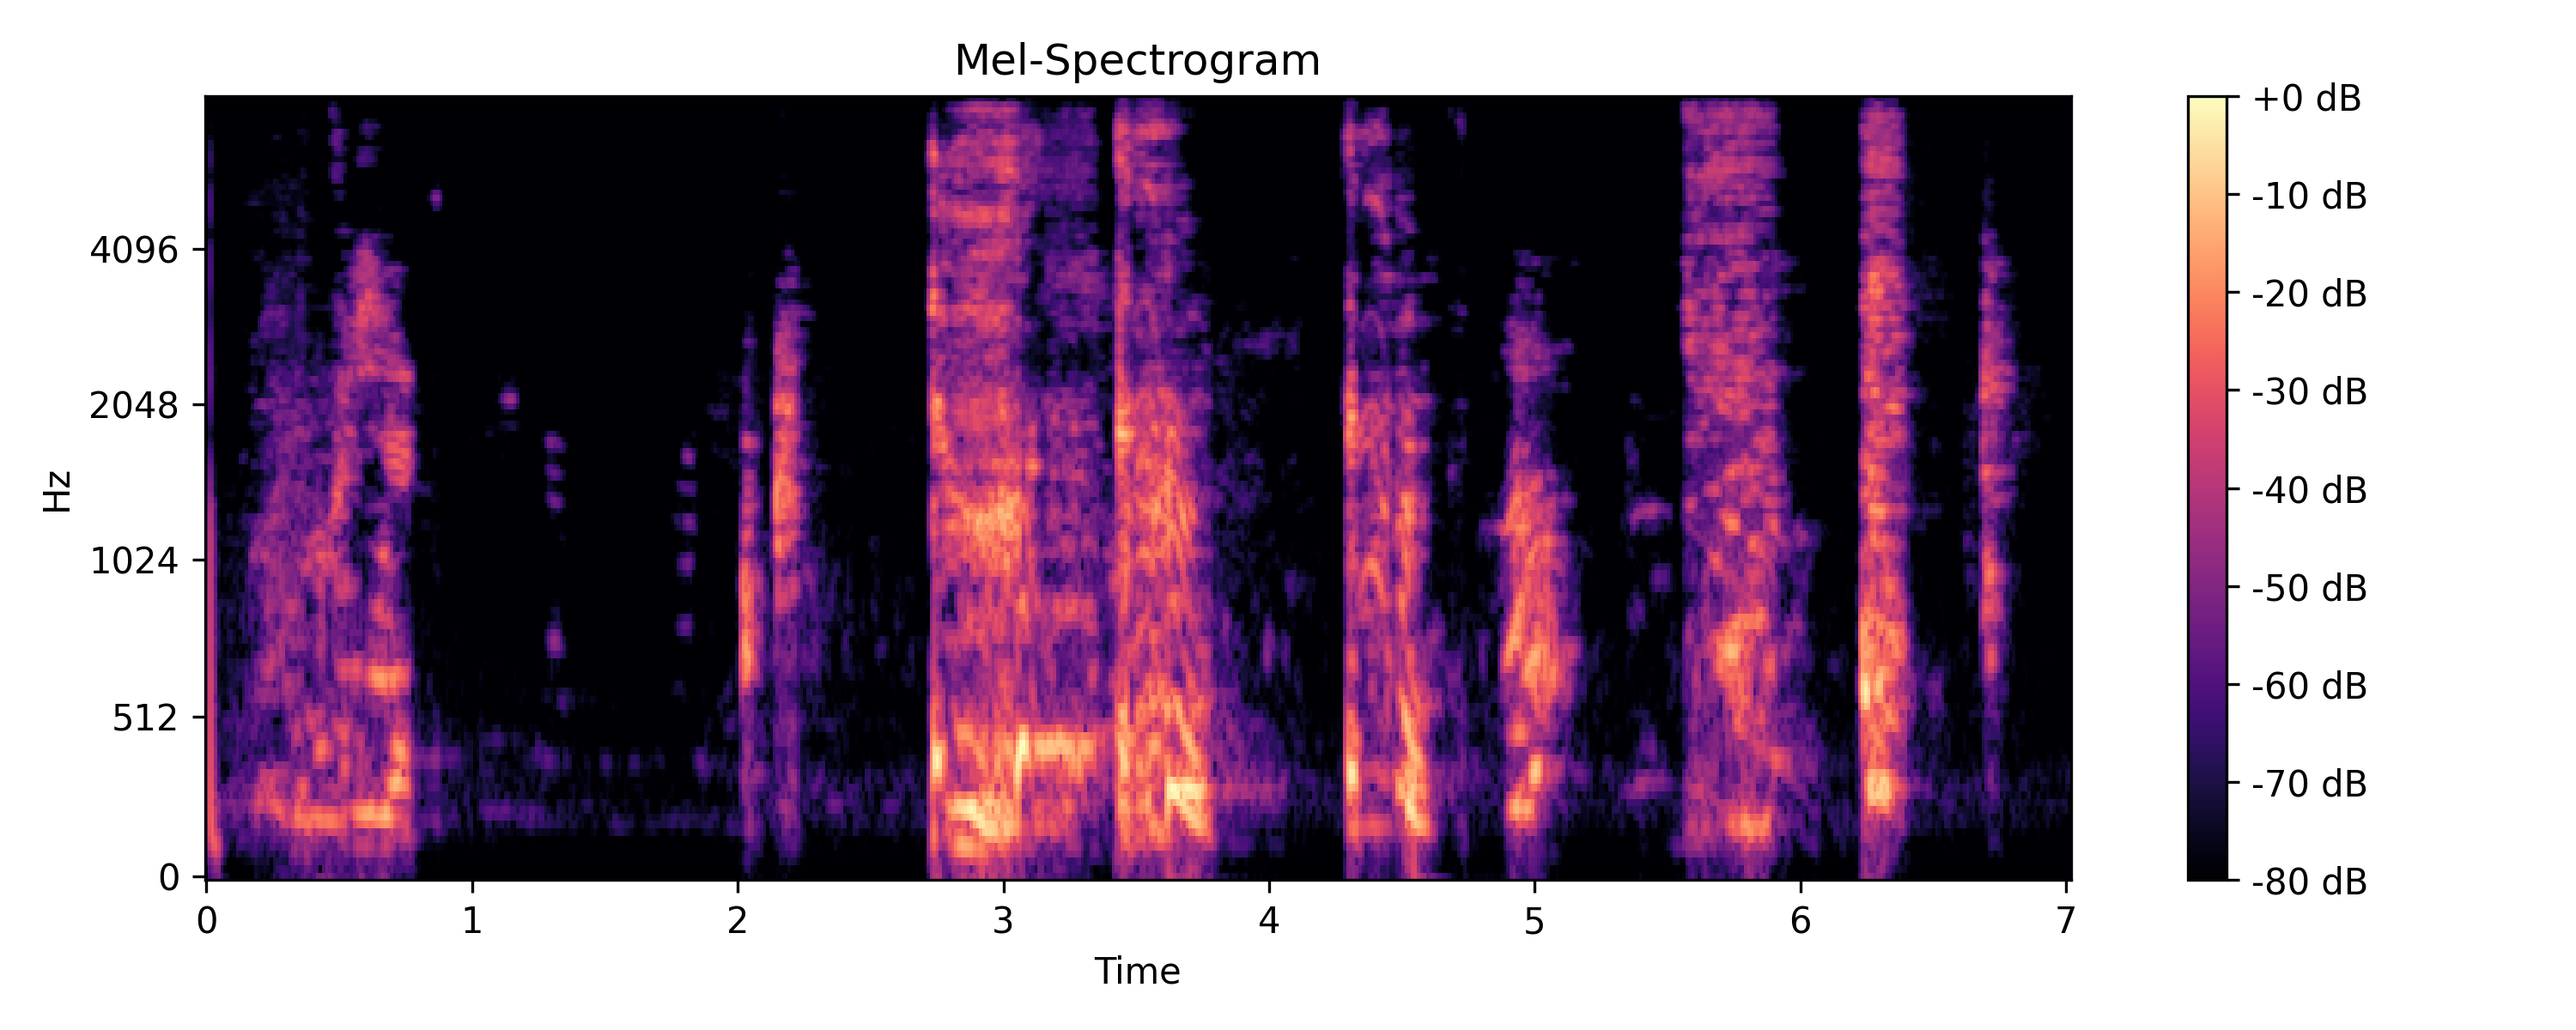 Mel-Spectrogram
+0 dB
-10 dB
-20 dB
-30 dB
-40 dB
-50 dB
-60 dB
-70 dB
-80 dB
4096
2048
1024
512
0
Hz
0 1 2 3 4 5 6 7
Time